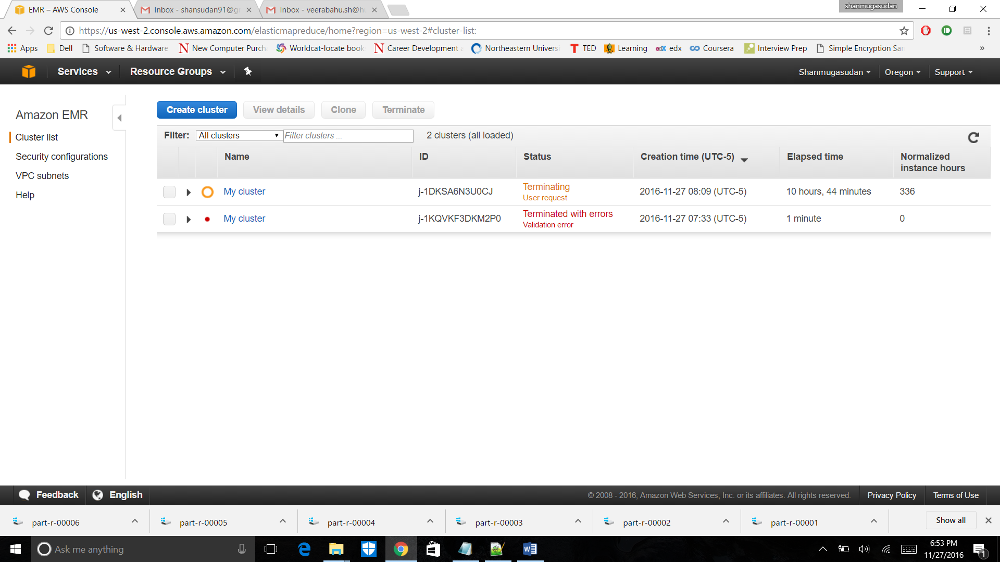 shanmugasudan
EMR – AWS Console
Inbox - shansudan91@g
Inbox - veerabahu.sh@h
https://us-west-2.console.aws.amazon.com/elasticmapreduce/home?region=us-west-2#cluster-list:
Apps Dell Software & Hardware New Computer Purch Worldcat-locate book Career Development Northeastern Universi TED Learning edx Coursera Interview Prep Simple Encryption Sar »
Services Resource Groups Shanmugasudan Oregon Support
Amazon EMR
Cluster list
Security configurations
VPC subnets
Help
Create cluster View details Clone Terminate
Filter: All clusters Filter clusters ... 2 clusters (all loaded)
Name ID Status Creation time (UTC-5) Elapsed time Normalized
instance hours
My cluster j-1DKSA6N3U0CJ Terminating 2016-11-27 08:09 (UTC-5) 10 hours, 44 minutes 336
User request
My cluster j-1KQVKF3DKM2P0 Terminated with errors 2016-11-27 07:33 (UTC-5) 1 minute 0
Validation error
Feedback English © 2008 - 2016, Amazon Web Services, Inc. or its affiliates. All rights reserved. Privacy Policy Terms of Use
part-r-00006 part-r-00005 part-r-00004 part-r-00003 part-r-00002 part-r-00001 Show all
Ask me anything
6:53 PM
11/27/2016
1